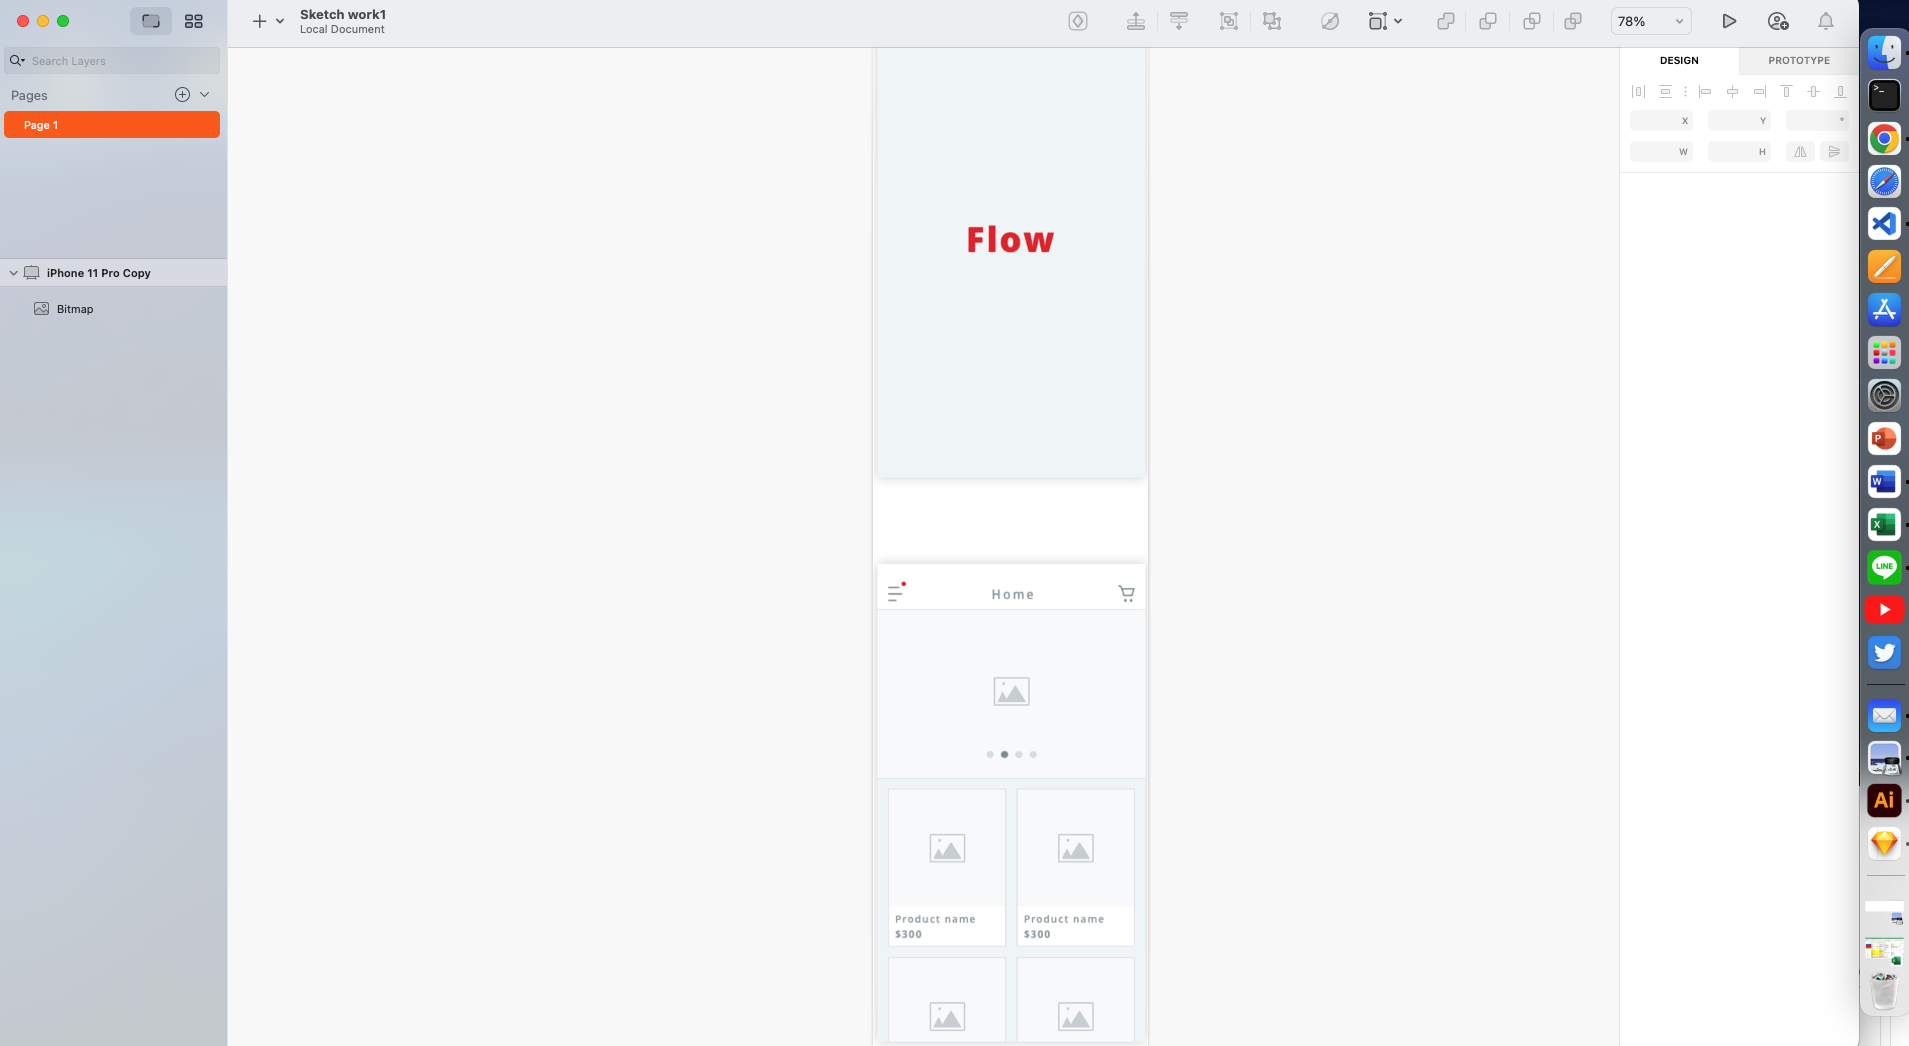 Sketch work1
Local Document
78%
Search Layers
Pages
Page 1
iPhone 11 Pro Copy
Bitmap
Flow
Home
Product name
$300
Product name
$300
DESIGN
PROTOTYPE
X
Y
°
W
H
>_
P
W
X
LINE
Ai